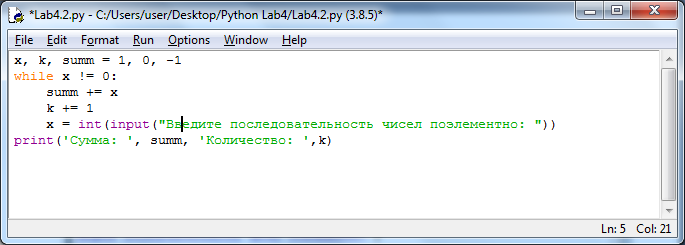 *Lab4.2.py - C:/Users/user/Desktop/Python Lab4/Lab4.2.py (3.8.5)*
File Edit Format Run Options Window Help
x, k, summ = 1, 0, -1
while x != 0:
    summ += x
    k += 1
    x = int(input("Введите последовательность чисел поэлементно: "))
print('Сумма: ', summ, 'Количество: ',k)
Ln: 5 Col: 21